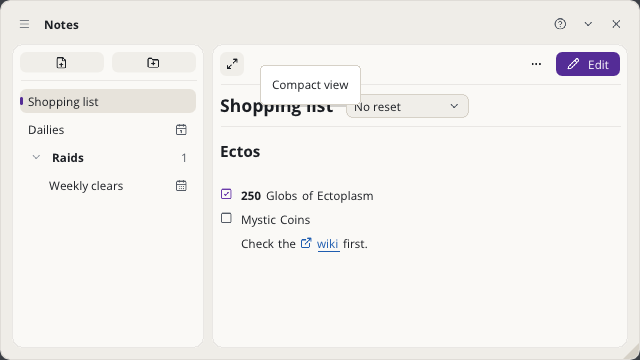 Notes
Shopping list
Dailies
Raids 1
Weekly clears
Edit
Compact view
Shopping list No reset
Ectos
250 Globs of Ectoplasm
Mystic Coins
Check the wiki first.